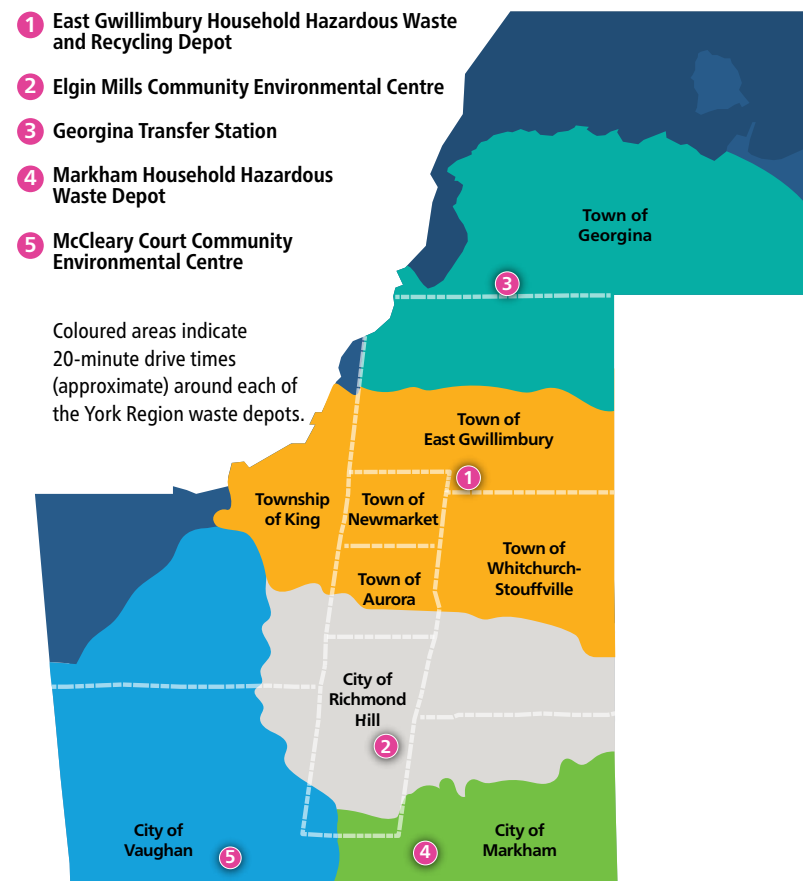 1 East Gwillimbury Household Hazardous Waste
and Recycling Depot
2 Elgin Mills Community Environmental Centre
3 Georgina Transfer Station
4 Markham Household Hazardous
Waste Depot
5 McCleary Court Community
Environmental Centre
Coloured areas indicate
20-minute drive times
(approximate) around each of
the York Region waste depots.
Town of
Georgina
3
Town of
East Gwillimbury
1
Township
of King
Town of
Newmarket
Town of
Whitchurch-
Stouffville
Town of
Aurora
City of
Richmond
Hill
2
City of
Vaughan
5
4
City of
Markham